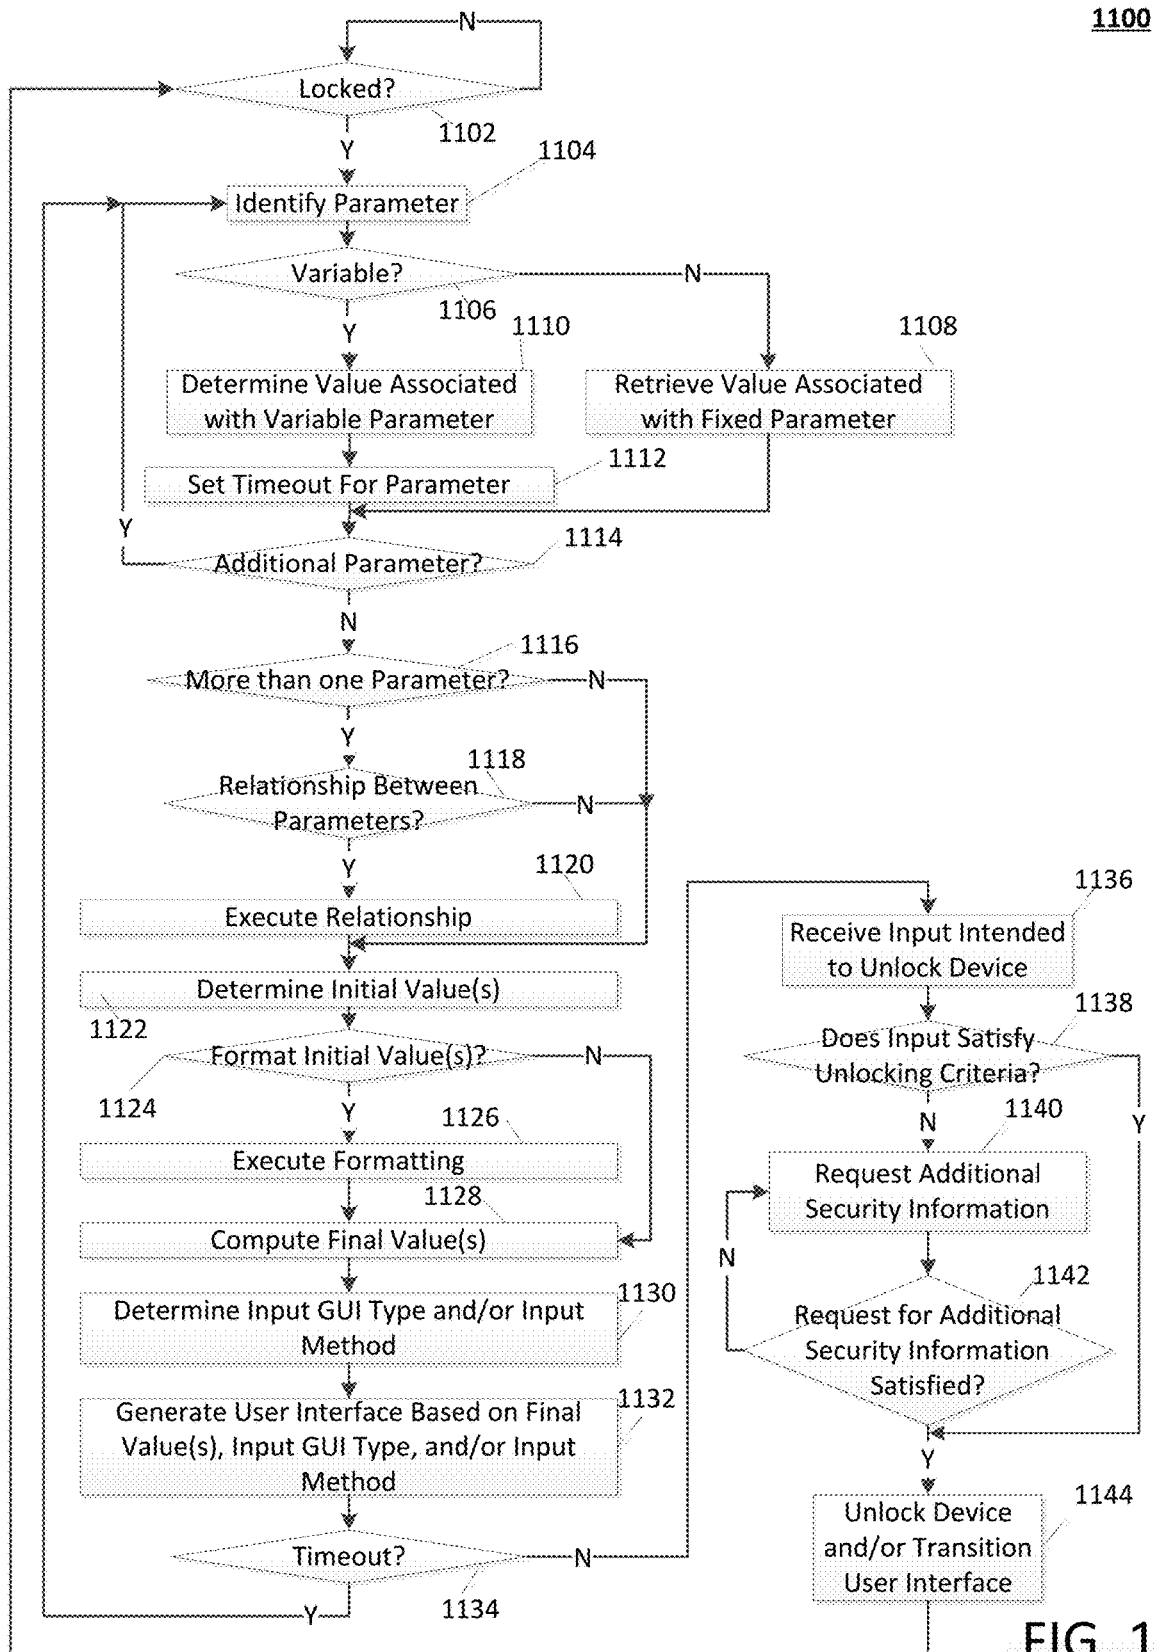 1100
N
Locked?
1102
Y
1104
Identify Parameter
Variable?
N
1106
Y
1110
1108
Determine Value Associated
with Variable Parameter
Retrieve Value Associated
with Fixed Parameter
1112
Set Timeout For Parameter
Y
1114
Additional Parameter?
N
1116
More than one Parameter?
N
Y
1118
Relationship Between
Parameters?
N
Y
1120
Execute Relationship
Determine Initial Value(s)
1122
Format Initial Value(s)?
N
1124
Y
1126
Execute Formatting
1128
Compute Final Value(s)
1130
Determine Input GUI Type and/or Input
Method
1132
Generate User Interface Based on Final
Value(s), Input GUI Type, and/or Input
Method
Timeout?
N
1134
Y
1136
Receive Input Intended
to Unlock Device
1138
Does Input Satisfy
Unlocking Criteria?
N
Y
1140
Request Additional
Security Information
N
1142
Request for Additional
Security Information
Satisfied?
Y
1144
Unlock Device
and/or Transition
User Interface
FIG. 1